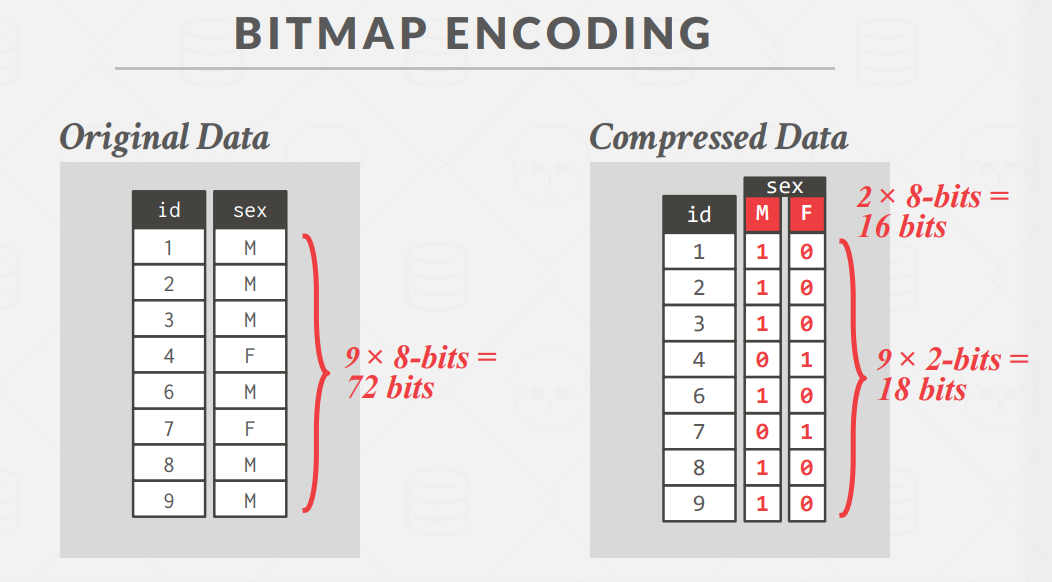 BITMAP ENCODING
Original Data
id sex
1 M
2 M
3 M
4 F
6 M
7 F
8 M
9 M
9 × 8-bits =
72 bits
Compressed Data
sex
id M F
1 1 0
2 1 0
3 1 0
4 0 1
6 1 0
7 0 1
8 1 0
9 1 0
2 × 8-bits =
16 bits
9 × 2-bits =
18 bits